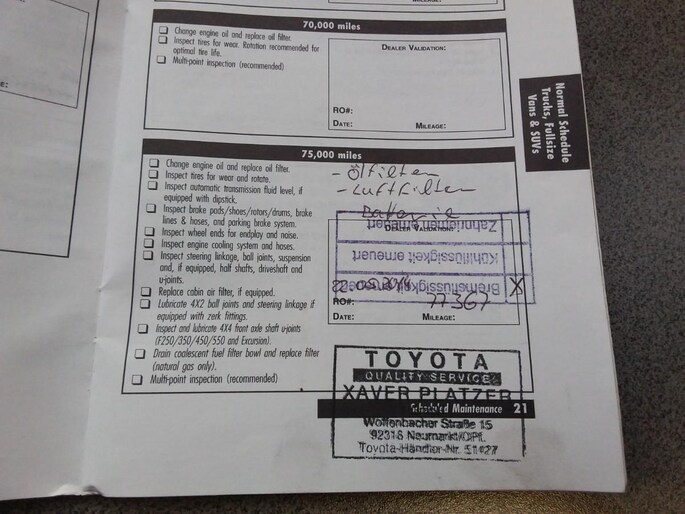 70,000 miles
Change engine oil and replace oil filter.
Inspect tires for wear. Rotation recommended for
optimal tire life.
Multi-point inspection (recommended)
DEALER VALIDATION:
RO#:
DATE: MILEAGE:
Normal Schedule
Trucks, Fullsize
Vans & SUVs
75,000 miles
Change engine oil and replace oil filter.
Inspect tires for wear and rotate.
Inspect automatic transmission fluid level, if
equipped with dipstick.
Inspect brake pads/shoes/rotors/drums, brake
lines & hoses, and parking brake system.
Inspect wheel ends for endplay and noise.
Inspect engine cooling system and hoses.
Inspect steering linkage, ball joints, suspension
and, if equipped, half shafts, driveshaft and
u-joints.
Replace cabin air filter, if equipped.
Lubricate 4X2 ball joints and steering linkage if
equipped with zerk fittings.
Inspect and lubricate 4X4 front axle shaft u-joints
(F250/350/450/550 and Excursion).
Drain coalescent fuel filter bowl and replace filter
(natural gas only).
Multi-point inspection (recommended)
- Ölfilter
- Luftfilter
Batterie
DEALER VALIDATION:
Zahnriemen erneuert
Kühlflüssigkeit erneuert
Bremsflüssigkeit erneuert X
77367
RO#:
DATE: MILEAGE:
TOYOTA
QUALITY SERVICE
XAVER PLATZER
Scheduled Maintenance 21
Woffenbacher Straße 15
92318 Neumarkt/OPf.
Toyota-Händler-Nr.